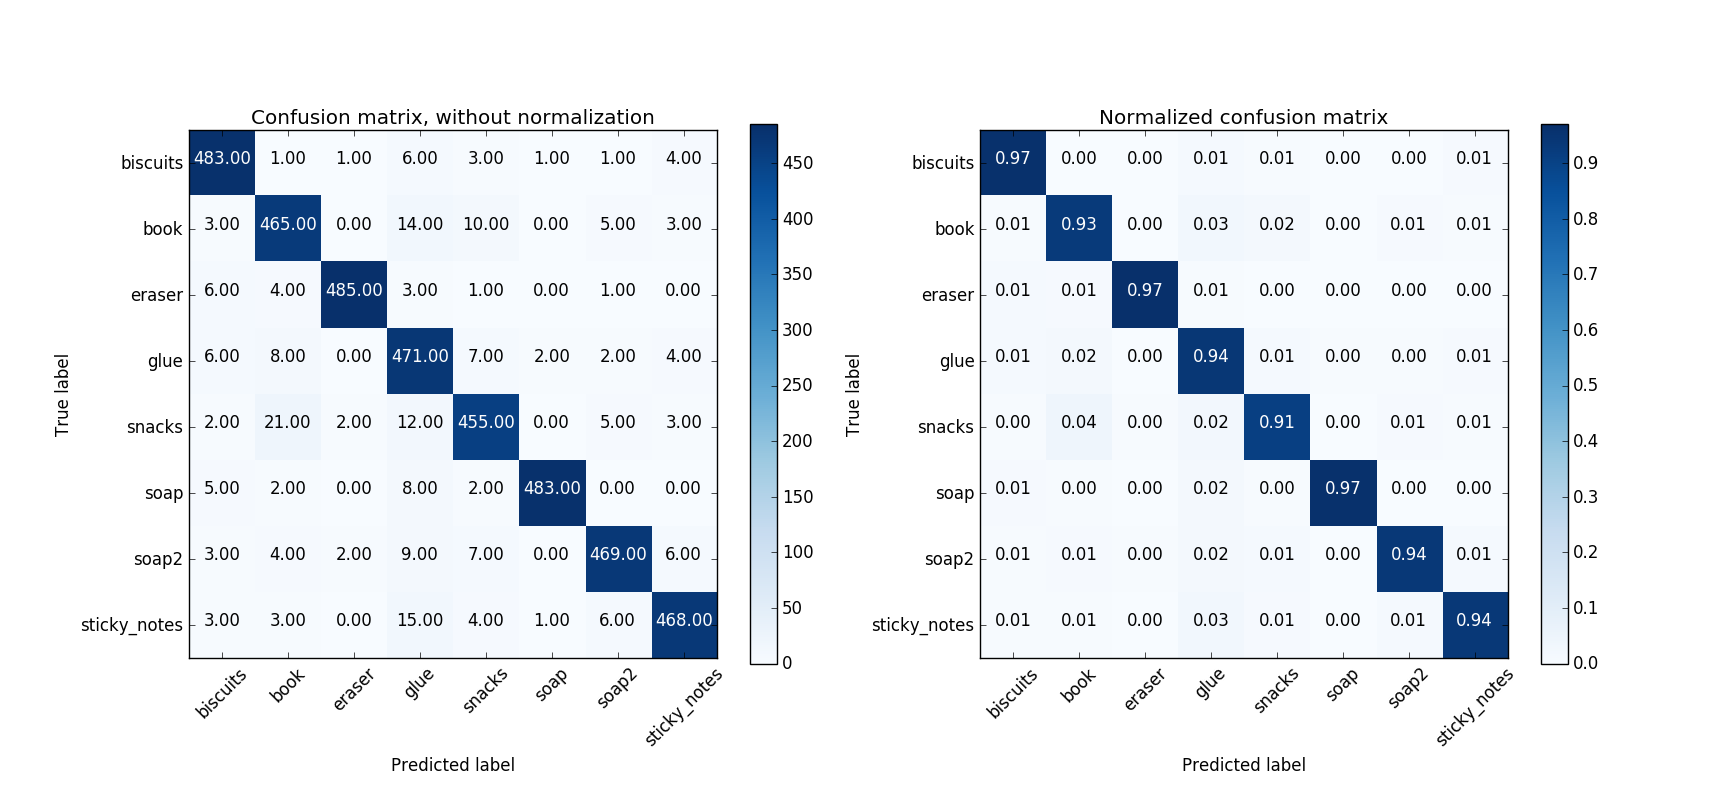 Confusion matrix, without normalization
biscuits 483.00 1.00 1.00 6.00 3.00 1.00 1.00 4.00
book 3.00 465.00 0.00 14.00 10.00 0.00 5.00 3.00
eraser 6.00 4.00 485.00 3.00 1.00 0.00 1.00 0.00
glue 6.00 8.00 0.00 471.00 7.00 2.00 2.00 4.00
snacks 2.00 21.00 2.00 12.00 455.00 0.00 5.00 3.00
soap 5.00 2.00 0.00 8.00 2.00 483.00 0.00 0.00
soap2 3.00 4.00 2.00 9.00 7.00 0.00 469.00 6.00
sticky_notes 3.00 3.00 0.00 15.00 4.00 1.00 6.00 468.00
biscuits book eraser glue snacks soap soap2 sticky_notes
True label
Predicted label
450
400
350
300
250
200
150
100
50
0
Normalized confusion matrix
biscuits 0.97 0.00 0.00 0.01 0.01 0.00 0.00 0.01
book 0.01 0.93 0.00 0.03 0.02 0.00 0.01 0.01
eraser 0.01 0.01 0.97 0.01 0.00 0.00 0.00 0.00
glue 0.01 0.02 0.00 0.94 0.01 0.00 0.00 0.01
snacks 0.00 0.04 0.00 0.02 0.91 0.00 0.01 0.01
soap 0.01 0.00 0.00 0.02 0.00 0.97 0.00 0.00
soap2 0.01 0.01 0.00 0.02 0.01 0.00 0.94 0.01
sticky_notes 0.01 0.01 0.00 0.03 0.01 0.00 0.01 0.94
biscuits book eraser glue snacks soap soap2 sticky_notes
True label
Predicted label
0.9
0.8
0.7
0.6
0.5
0.4
0.3
0.2
0.1
0.0